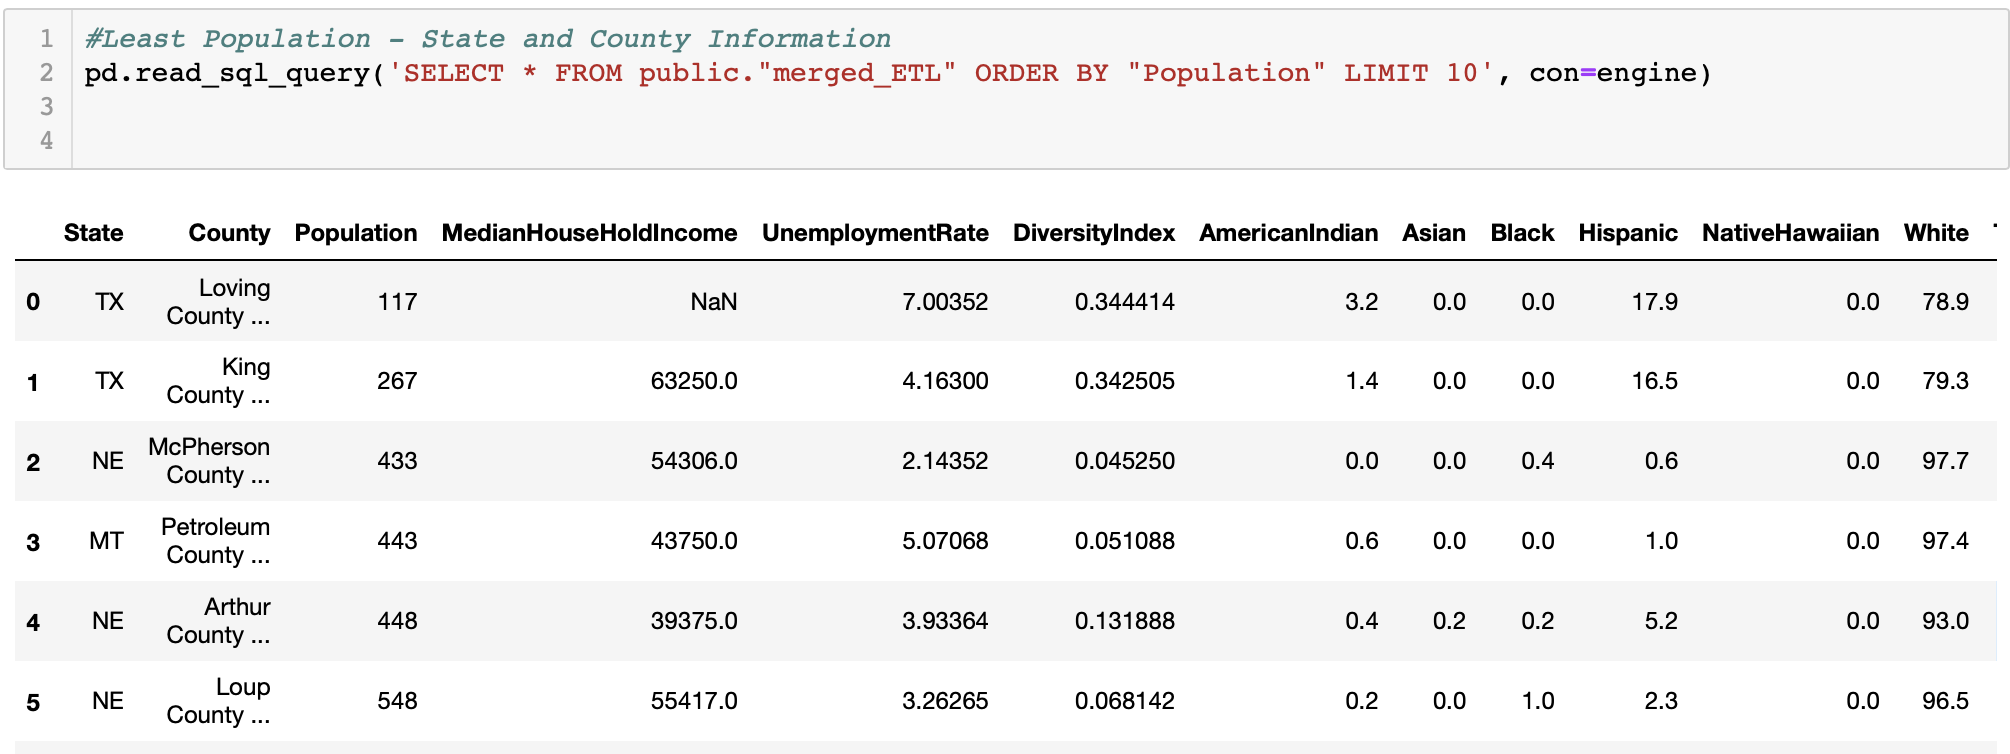 1 #Least Population - State and County Information
2 pd.read_sql_query('SELECT * FROM public."merged_ETL" ORDER BY "Population" LIMIT 10', con=engine)
3
4
State County Population MedianHouseHoldIncome UnemploymentRate DiversityIndex AmericanIndian Asian Black Hispanic NativeHawaiian White
0 TX Loving County ... 117 NaN 7.00352 0.344414 3.2 0.0 0.0 17.9 0.0 78.9
1 TX King County ... 267 63250.0 4.16300 0.342505 1.4 0.0 0.0 16.5 0.0 79.3
2 NE McPherson County ... 433 54306.0 2.14352 0.045250 0.0 0.0 0.4 0.6 0.0 97.7
3 MT Petroleum County ... 443 43750.0 5.07068 0.051088 0.6 0.0 0.0 1.0 0.0 97.4
4 NE Arthur County ... 448 39375.0 3.93364 0.131888 0.4 0.2 0.2 5.2 0.0 93.0
5 NE Loup County ... 548 55417.0 3.26265 0.068142 0.2 0.0 1.0 2.3 0.0 96.5